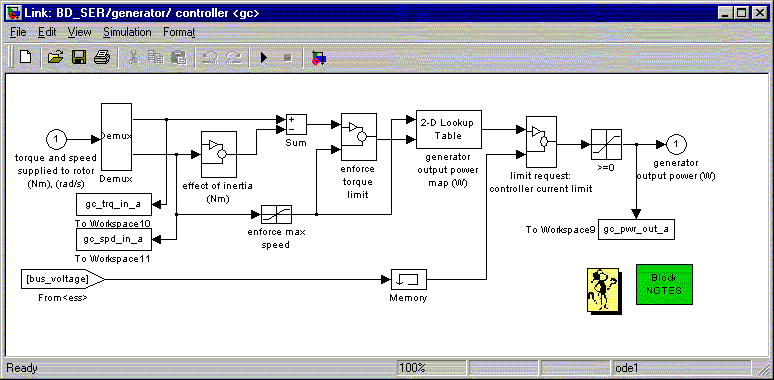 Link: BD_SER/generator/ controller <gc>
File Edit View Simulation Format
1
torque and speed
supplied to rotor
(Nm), (rad/s)
Demux
Demux
effect of inertia
(Nm)
+
−
Sum
enforce
torque
limit
2-D Lookup
Table
generator
output power
map (W)
limit request:
controller current limit
>=0
1
generator
output power (W)
gc_trq_in_a
To Workspace10
gc_spd_in_a
To Workspace11
enforce max
speed
To Workspace9
gc_pwr_out_a
[bus_voltage]
From<ess>
Memory
Block
NOTES
Ready
100%
ode1